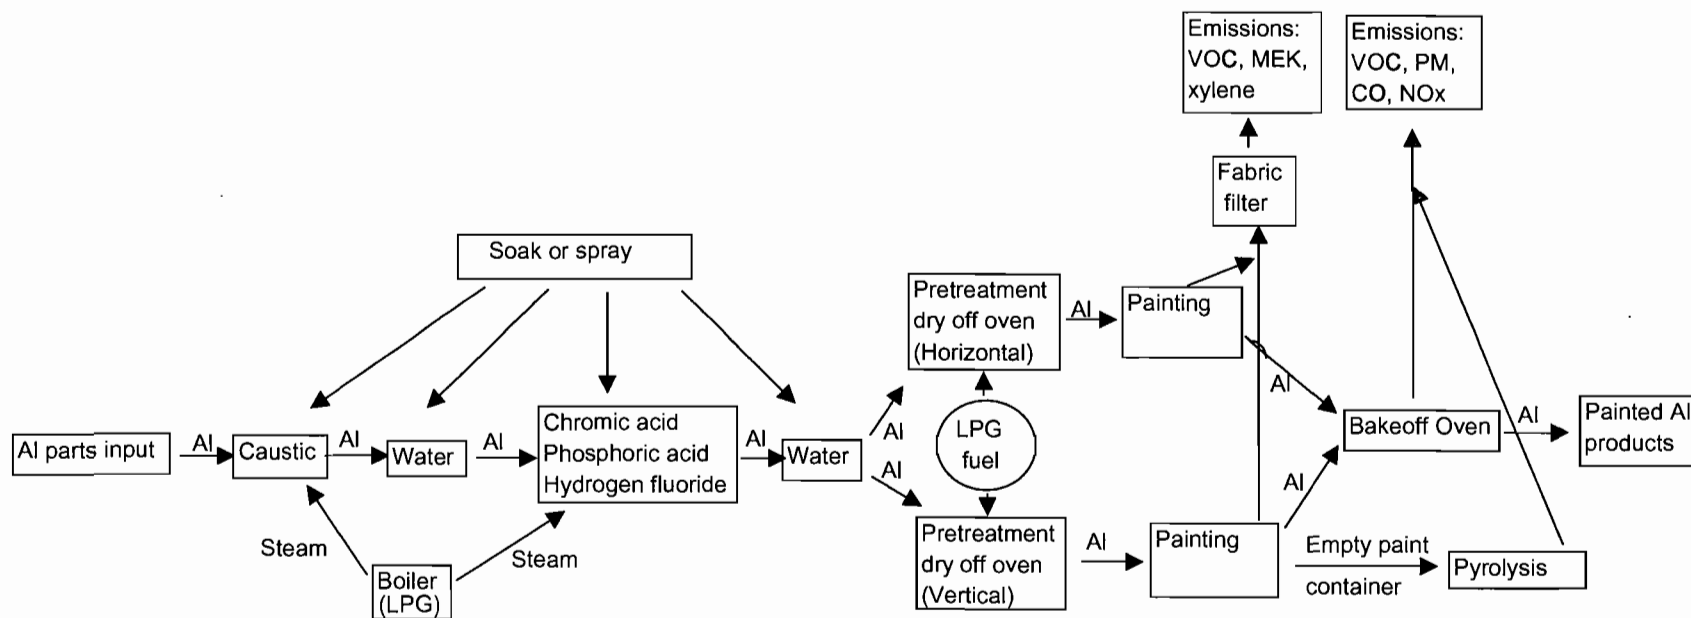 Emissions:
VOC, MEK,
xylene
Emissions:
VOC, PM,
CO, NOx
Fabric
filter
Soak or spray
Pretreatment
dry off oven
(Horizontal)
Al
Painting
Al
Al parts input
Al
Caustic
Al
Water
Al
Chromic acid
Phosphoric acid
Hydrogen fluoride
Al
Water
Al
Al
LPG
fuel
Bakeoff Oven
Al
Painted Al
products
Steam
Steam
Boiler
(LPG)
Pretreatment
dry off oven
(Vertical)
Al
Painting
Al
Empty paint
container
Pyrolysis